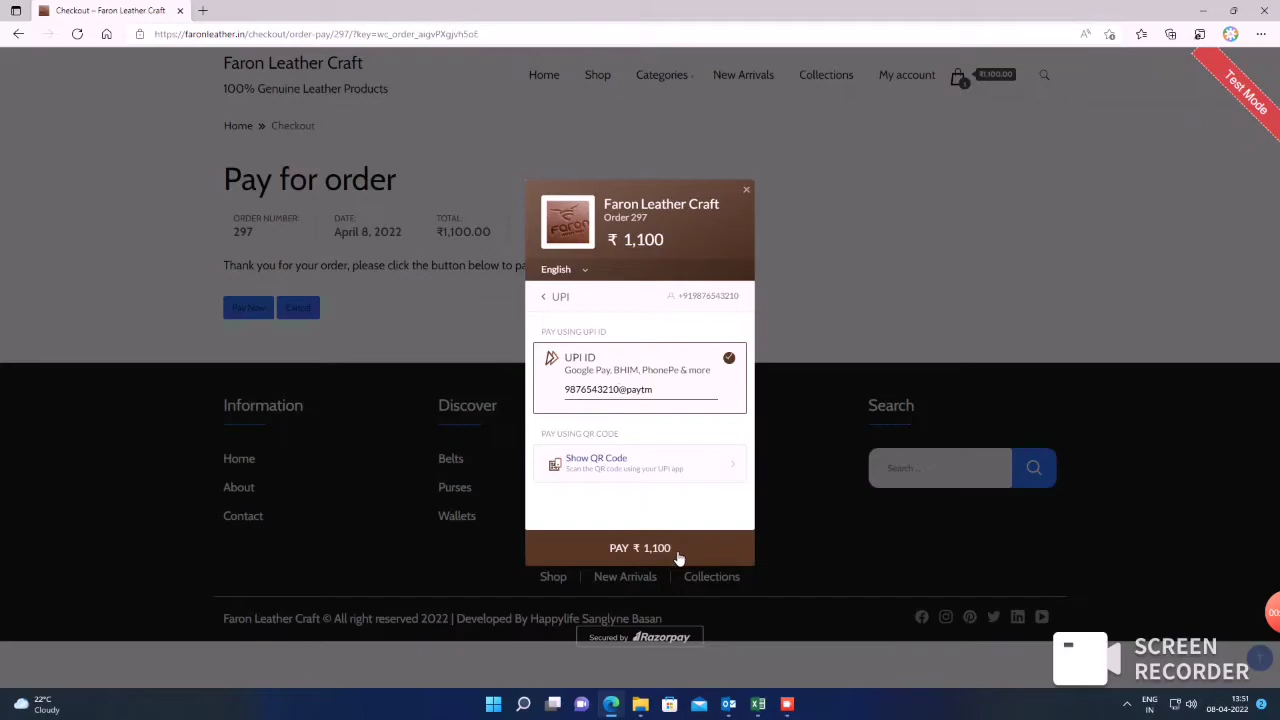 Checkout – Faron Leather Craft
https://faronleather.in/checkout/order-pay/297/?key=wc_order_aigvPXgjvh5oE
Test Mode
Faron Leather Craft
100% Genuine Leather Products
Home Shop Categories New Arrivals Collections My account 1 ₹1,100.00
Home » Checkout
Pay for order
ORDER NUMBER: DATE: TOTAL:
297 April 8, 2022 ₹1,100.00
Thank you for your order, please click the button below to pa
Pay Now Cancel
Faron
Faron Leather Craft
Order 297
₹ 1,100
English
UPI +919876543210
PAY USING UPI ID
UPI ID
Google Pay, BHIM, PhonePe & more
9876543210@paytm
PAY USING QR CODE
Show QR Code
Scan the QR code using your UPI app
PAY ₹ 1,100
Information Discover Search
Home Belts Search ...
About Purses
Contact Wallets
Shop New Arrivals Collections
Faron Leather Craft © All right reserved 2022 | Developed By Happylife Sanglyne Basan
Secured by Razorpay
SCREEN
RECORDER
22°C
Cloudy
ENG
IN
13:51
08-04-2022
2